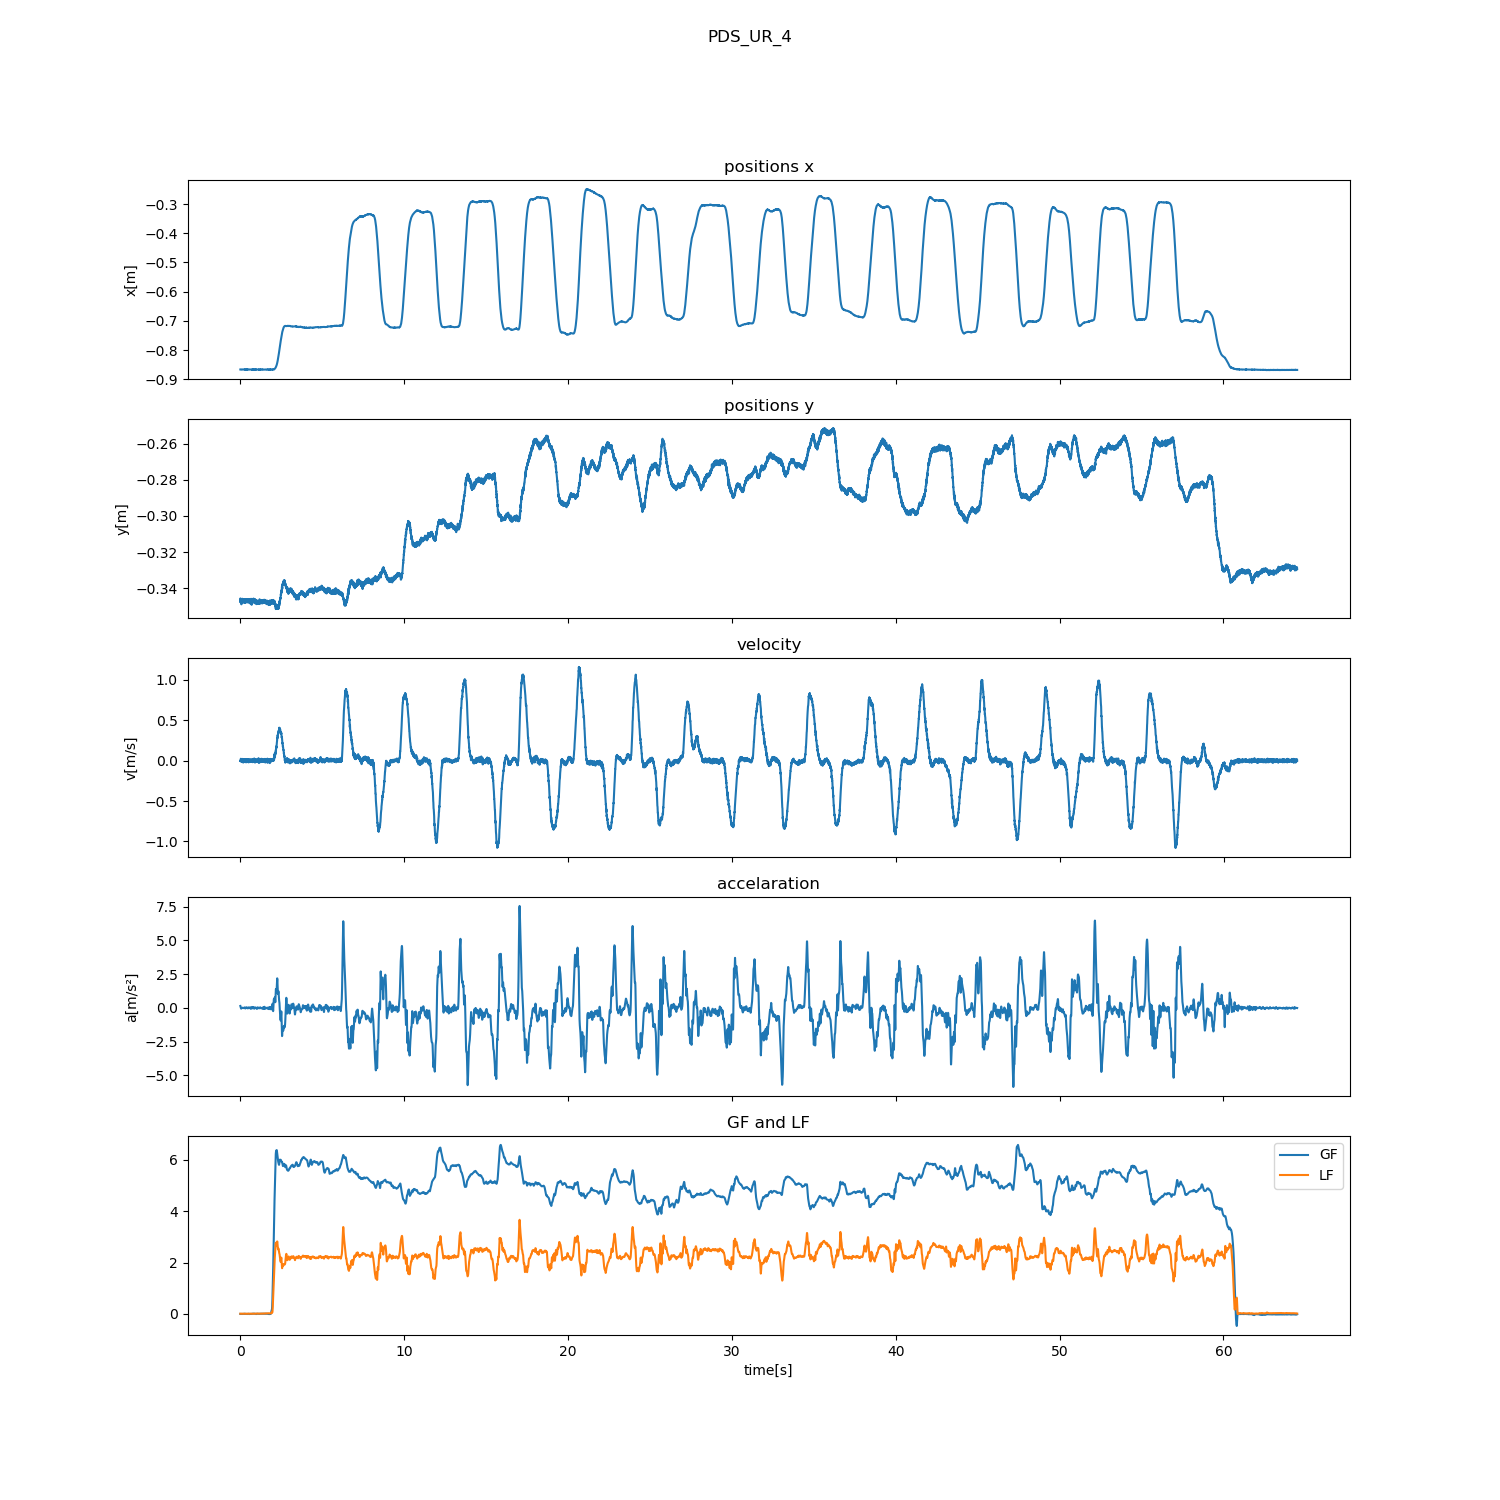 PDS_UR_4
positions x
−0.3
−0.4
−0.5
−0.6
−0.7
−0.8
−0.9
x[m]
positions y
−0.26
−0.28
−0.30
−0.32
−0.34
y[m]
velocity
1.0
0.5
0.0
−0.5
−1.0
v[m/s]
accelaration
7.5
5.0
2.5
0.0
−2.5
−5.0
a[m/s²]
GF and LF
6
4
2
0
GF
LF
0 10 20 30 40 50 60
time[s]